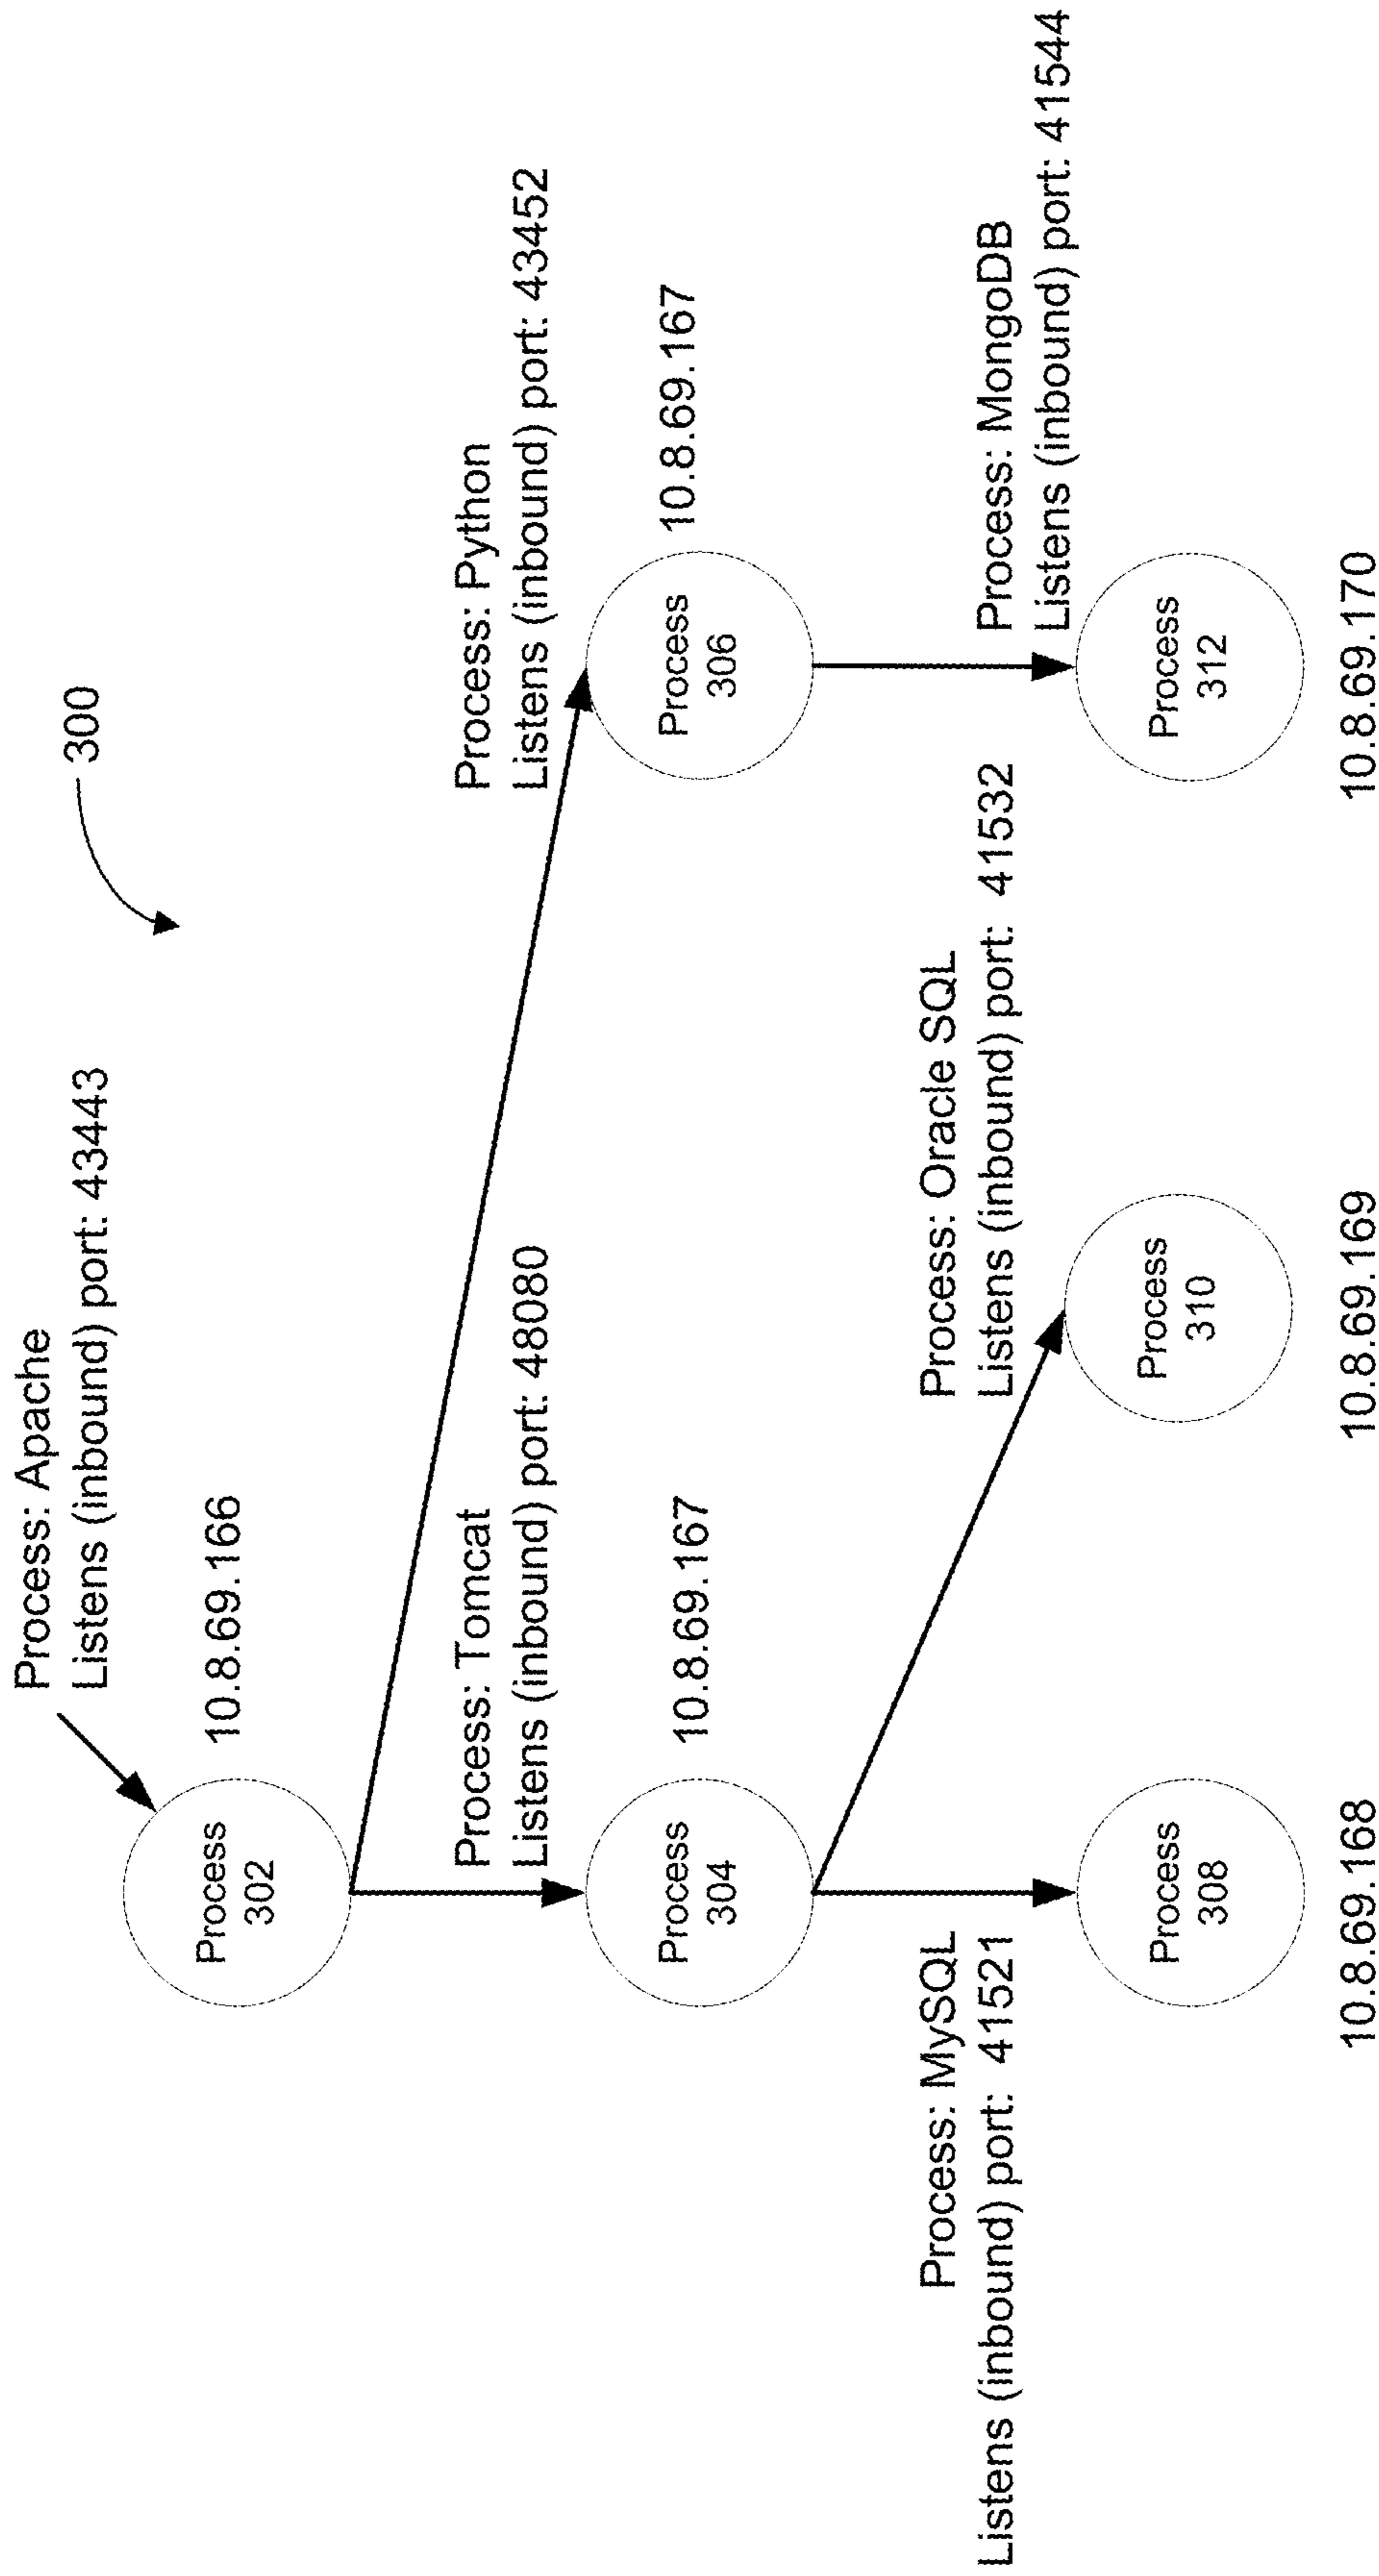 300
Process: Apache
Listens (inbound) port: 43443
Process
302
10.8.69.166
Process: Tomcat
Listens (inbound) port: 48080
Process
304
10.8.69.167
Process: Python
Listens (inbound) port: 43452
Process
306
10.8.69.167
Process: MySQL
Listens (inbound) port: 41521
Process
308
10.8.69.168
Process: Oracle SQL
Listens (inbound) port: 41532
Process
310
10.8.69.169
Process: MongoDB
Listens (inbound) port: 41544
Process
312
10.8.69.170